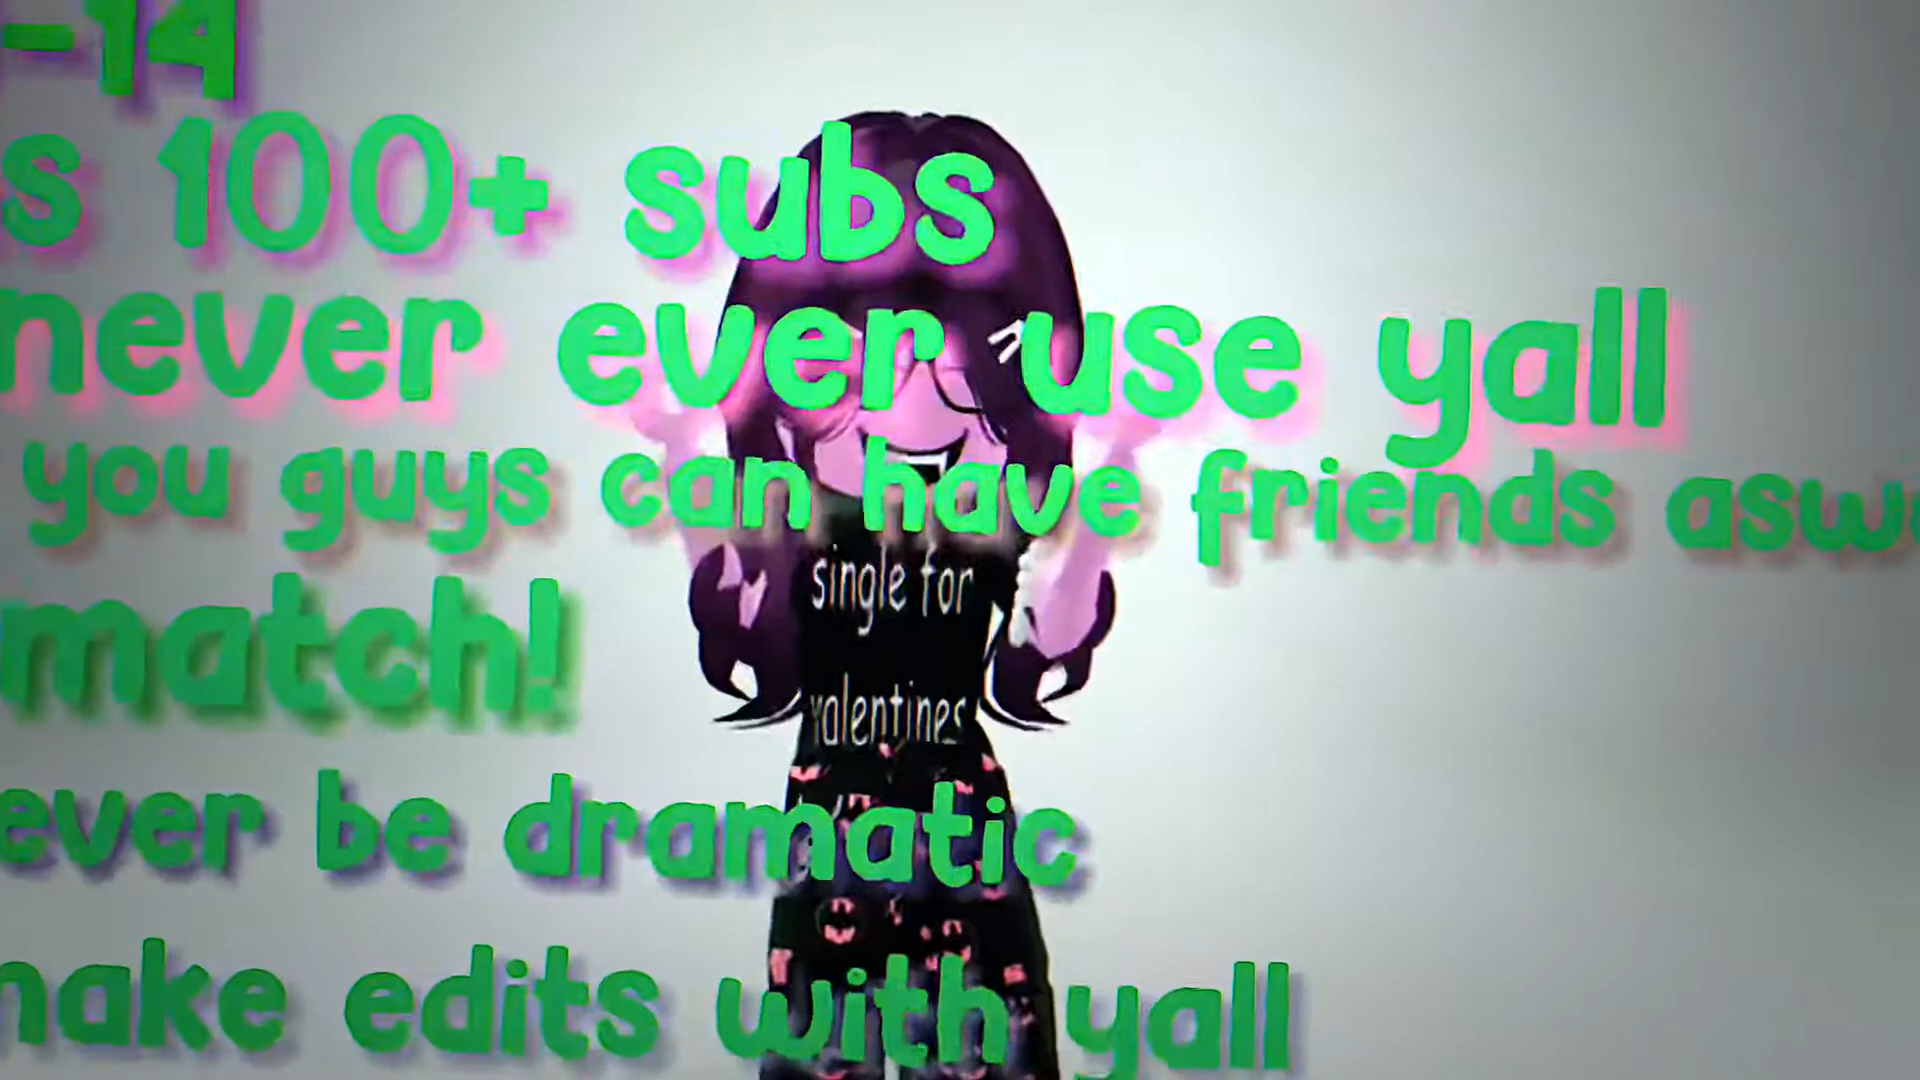 -14
s 100+ subs
never ever use yall
you guys can have friends asw
match!
ever be dramatic
make edits with yall
single for
valentines